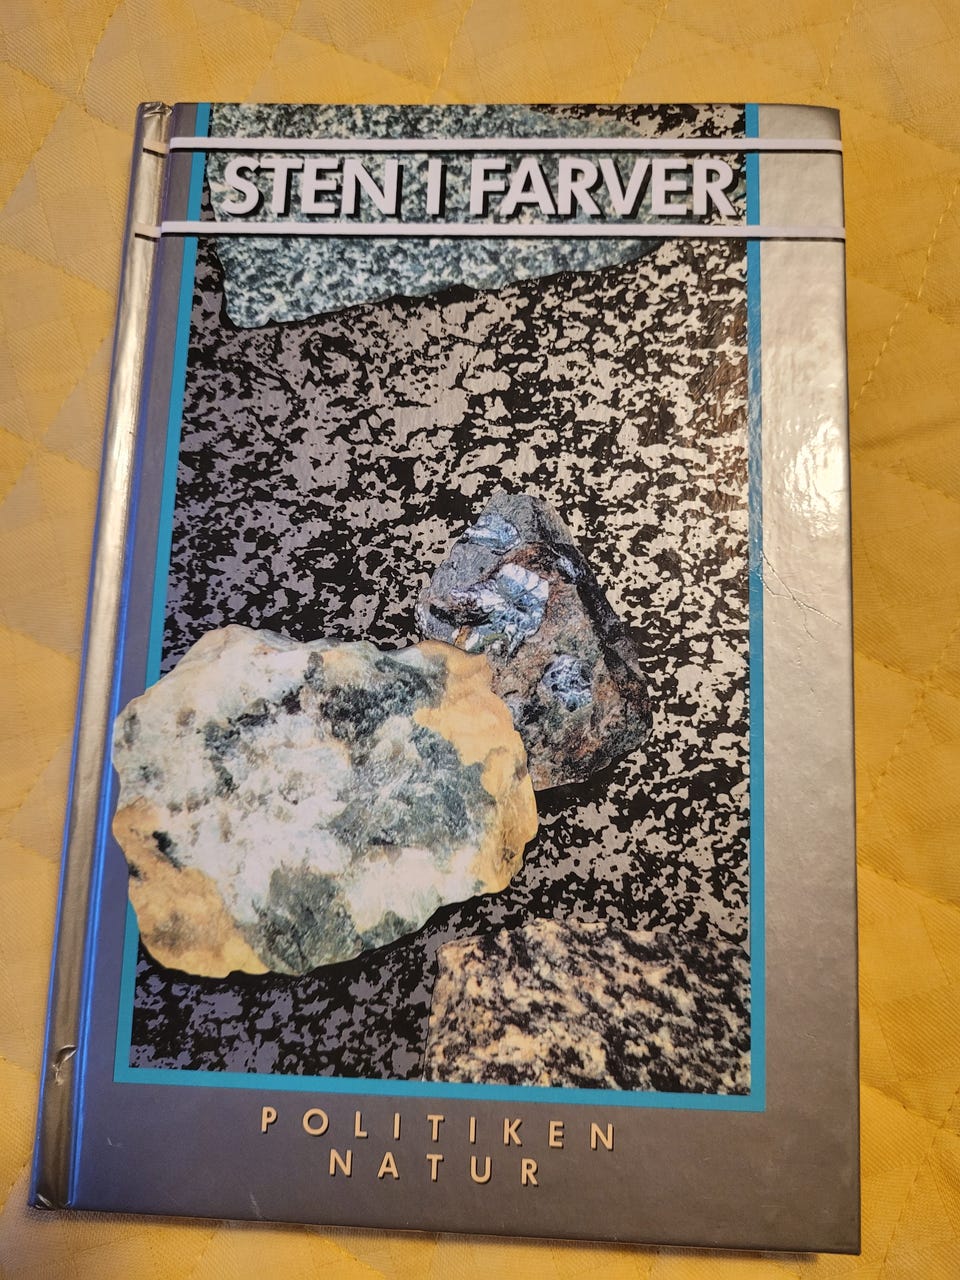 STEN I FARVER
POLITIKEN
NATUR